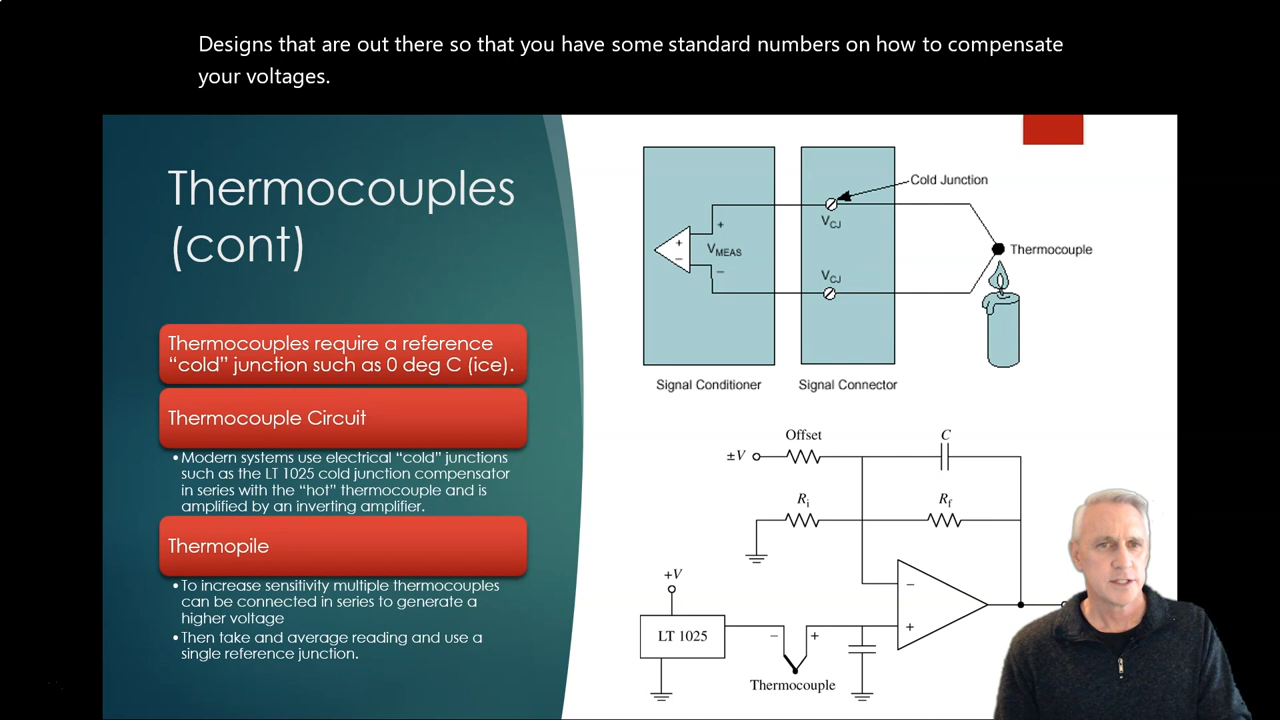 Designs that are out there so that you have some standard numbers on how to compensate
your voltages.
Thermocouples
(cont)
Thermocouples require a reference
“cold” junction such as 0 deg C (ice).
Thermocouple Circuit
•Modern systems use electrical “cold” junctions
such as the LT 1025 cold junction compensator
in series with the “hot” thermocouple and is
amplified by an inverting amplifier.
Thermopile
•To increase sensitivity multiple thermocouples
can be connected in series to generate a
higher voltage
•Then take and average reading and use a
single reference junction.
Cold Junction
VCJ
+
+
VMEAS
−
−
VCJ
Thermocouple
Signal Conditioner
Signal Connector
Offset
C
±V
Ri
Rf
+V
−
LT 1025
−
+
+
Thermocouple